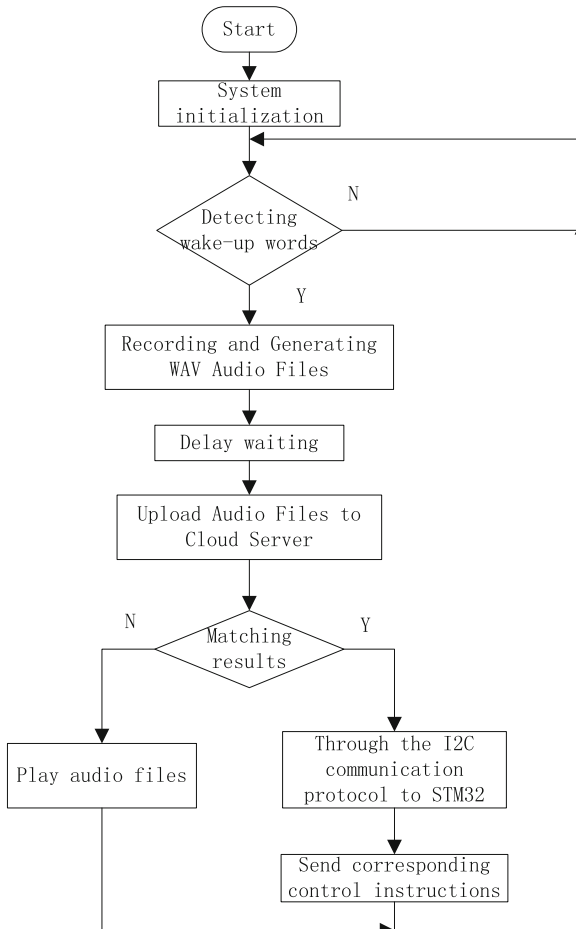 Start
System
initialization
N
Detecting
wake-up words
Y
Recording and Generating
WAV Audio Files
Delay waiting
Upload Audio Files to
Cloud Server
N
Matching
results
Y
Play audio files
Through the I2C
communication
protocol to STM32
Send corresponding
control instructions